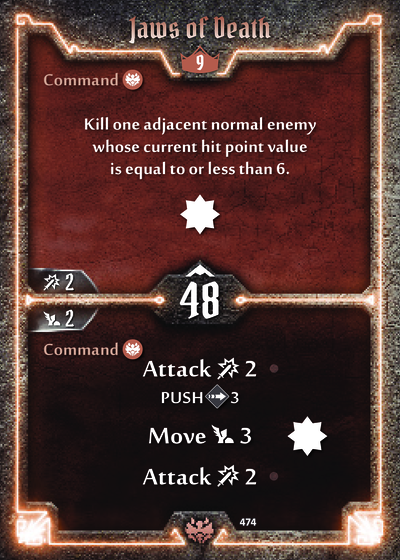 Jaws of Death
9
Command
Kill one adjacent normal enemy
whose current hit point value
is equal to or less than 6.
2
48
2
Command
Attack 2
PUSH 3
Move 3
Attack 2
474